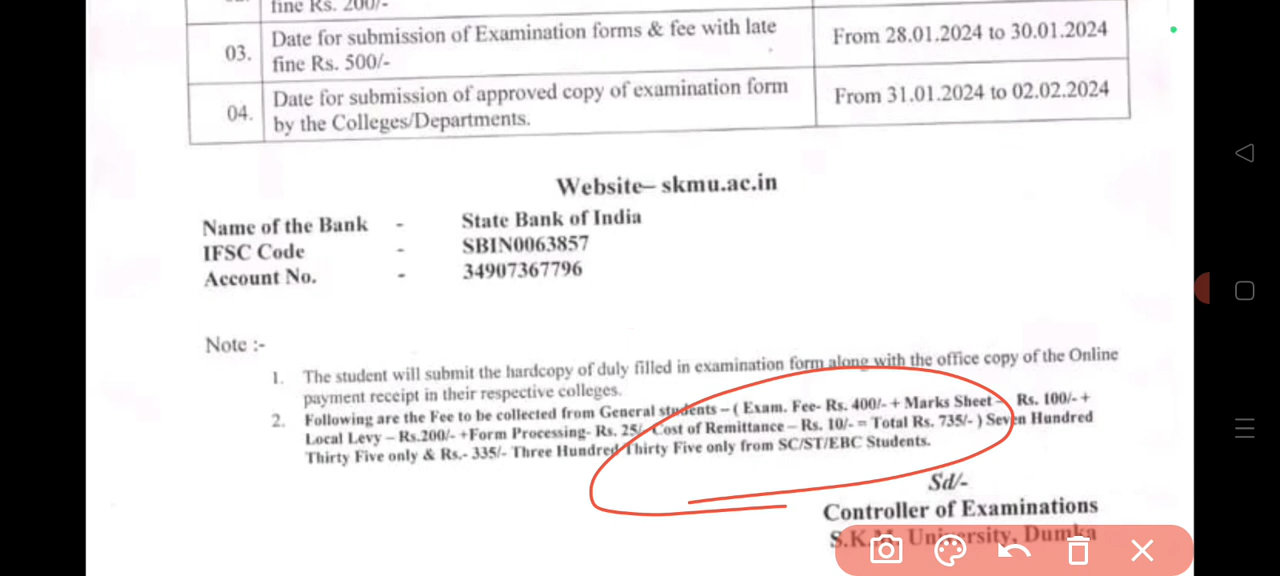 fine Rs. 200/-
03. Date for submission of Examination forms & fee with late fine Rs. 500/- From 28.01.2024 to 30.01.2024
04. Date for submission of approved copy of examination form by the Colleges/Departments. From 31.01.2024 to 02.02.2024
Website– skmu.ac.in
Name of the Bank - State Bank of India
IFSC Code - SBIN0063857
Account No. - 34907367796
Note :-
1. The student will submit the hardcopy of duly filled in examination form along with the office copy of the Online
payment receipt in their respective colleges.
2. Following are the Fee to be collected from General students – ( Exam. Fee- Rs. 400/- + Marks Sheet – Rs. 100/- +
Local Levy – Rs.200/- +Form Processing- Rs. 25/- Cost of Remittance – Rs. 10/- = Total Rs. 735/- ) Seven Hundred
Thirty Five only & Rs.- 335/- Three Hundred Thirty Five only from SC/ST/EBC Students.
Sd/-
Controller of Examinations
S.K.M. University, Dumka